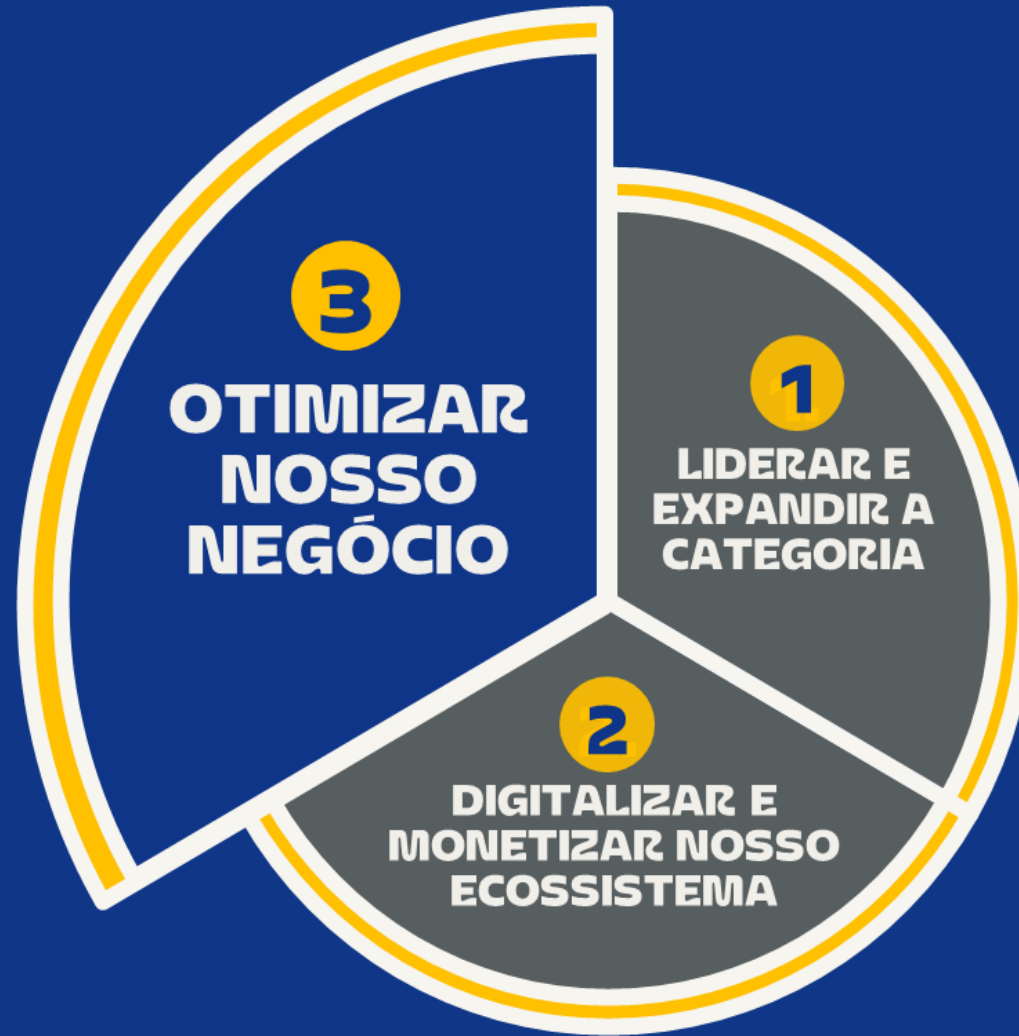 3
OTIMIZAR
NOSSO
NEGÓCIO
1
LIDERAR E
EXPANDIR A
CATEGORIA
2
DIGITALIZAR E
MONETIZAR NOSSO
ECOSSISTEMA